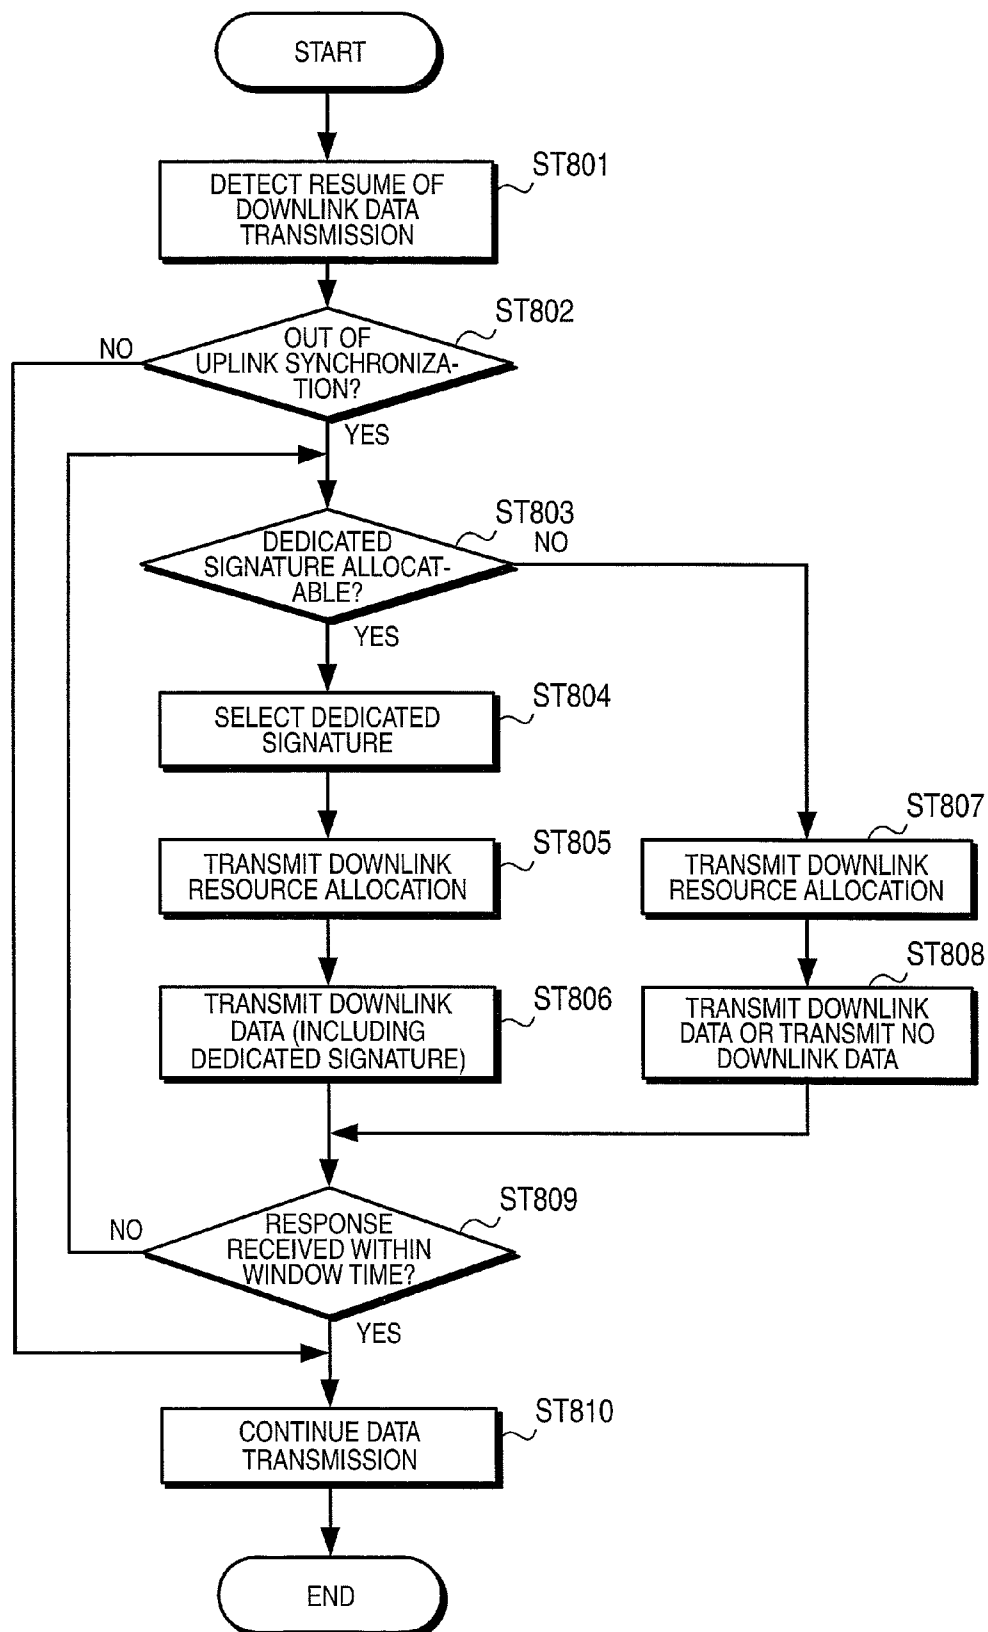 START
ST801
DETECT RESUME OF
DOWNLINK DATA
TRANSMISSION
ST802
OUT OF
UPLINK SYNCHRONIZA-
TION?
NO
YES
ST803
DEDICATED
SIGNATURE ALLOCAT-
ABLE?
NO
YES
ST804
SELECT DEDICATED
SIGNATURE
ST805
TRANSMIT DOWNLINK
RESOURCE ALLOCATION
ST807
TRANSMIT DOWNLINK
RESOURCE ALLOCATION
ST806
TRANSMIT DOWNLINK
DATA (INCLUDING
DEDICATED SIGNATURE)
ST808
TRANSMIT DOWNLINK
DATA OR TRANSMIT NO
DOWNLINK DATA
ST809
RESPONSE
RECEIVED WITHIN
WINDOW TIME?
NO
YES
ST810
CONTINUE DATA
TRANSMISSION
END